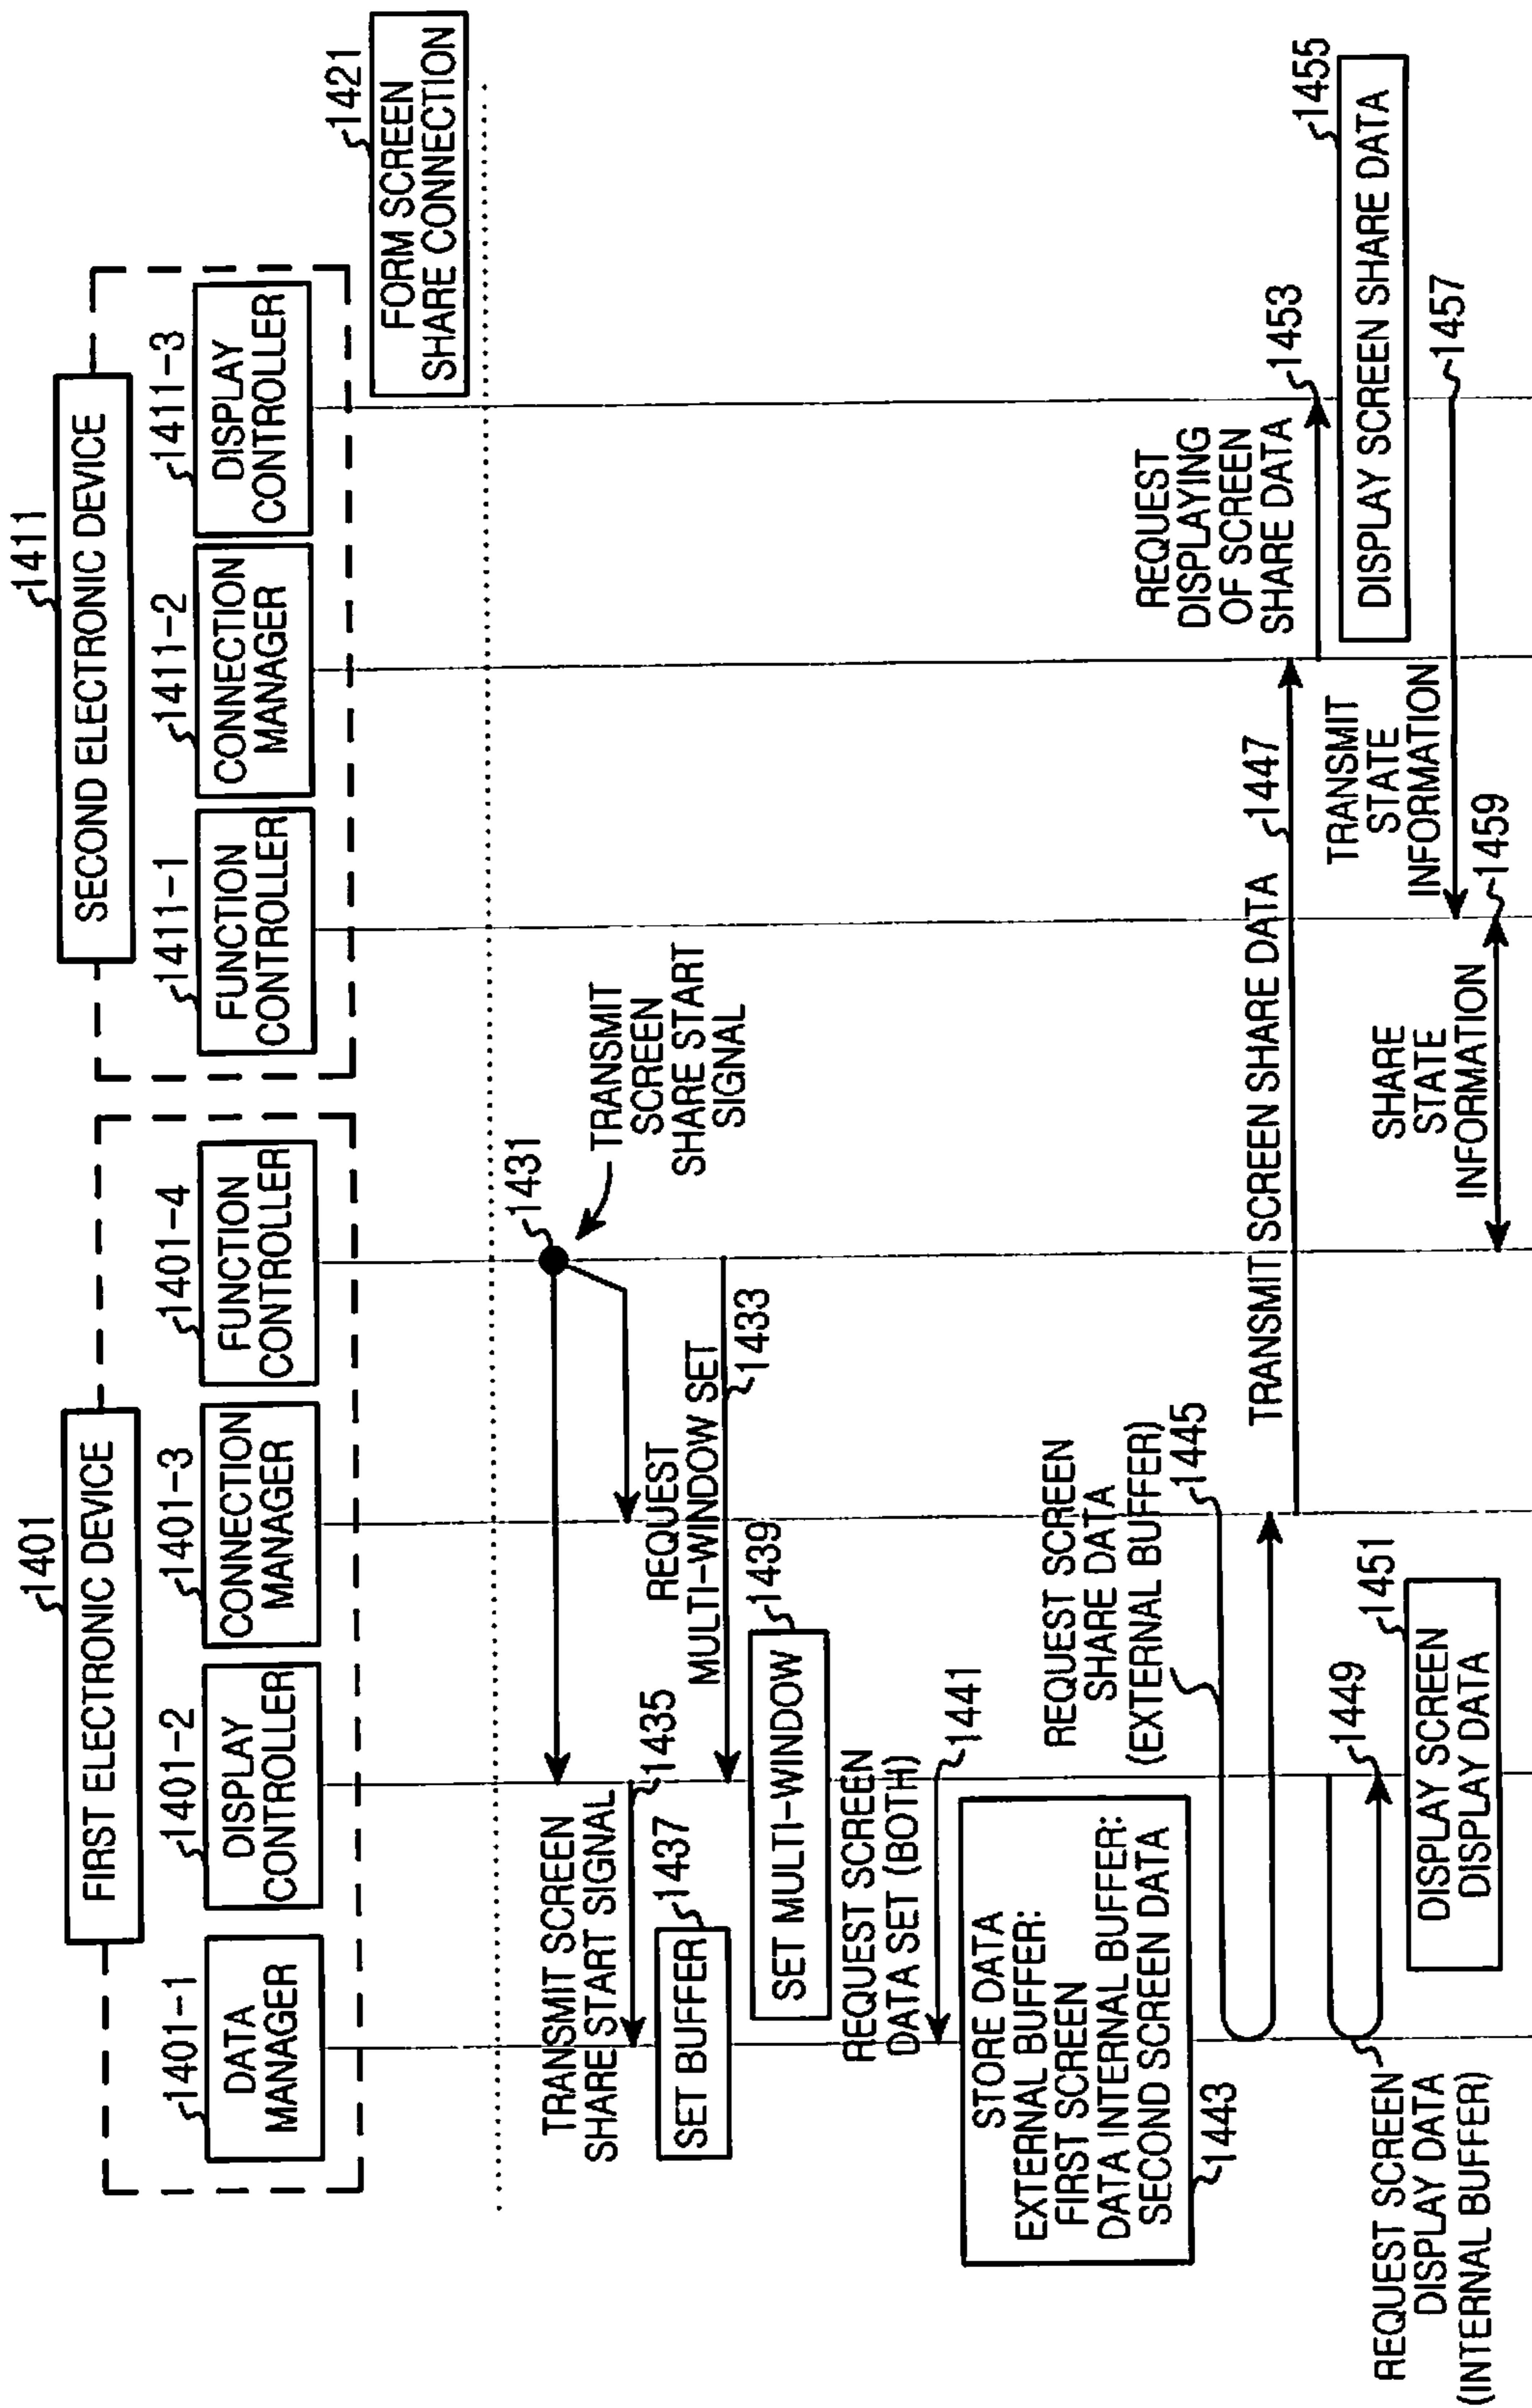 FIRST ELECTRONIC DEVICE
1401
SECOND ELECTRONIC DEVICE
1411
1401-1
DATA
MANAGER
1401-2
DISPLAY
CONTROLLER
1401-3
CONNECTION
MANAGER
1401-4
FUNCTION
CONTROLLER
1411-1
FUNCTION
CONTROLLER
1411-2
CONNECTION
MANAGER
1411-3
DISPLAY
CONTROLLER
1421
FORM SCREEN
SHARE CONNECTION
1431
TRANSMIT
SCREEN
SHARE START
SIGNAL
TRANSMIT SCREEN
SHARE START SIGNAL
1435
REQUEST
MULTI-WINDOW SET
1433
SET BUFFER
1437
SET MULTI-WINDOW
1439
REQUEST SCREEN
DATA SET (BOTH)
1441
STORE DATA
EXTERNAL BUFFER:
FIRST SCREEN
DATA INTERNAL BUFFER:
SECOND SCREEN DATA
1443
REQUEST SCREEN
SHARE DATA
(EXTERNAL BUFFER)
1445
TRANSMIT SCREEN SHARE DATA
1447
REQUEST
DISPLAYING
OF SCREEN
SHARE DATA
1453
REQUEST SCREEN
DISPLAY DATA
(INTERNAL BUFFER)
1449
DISPLAY SCREEN
DISPLAY DATA
1451
DISPLAY SCREEN SHARE DATA
1455
TRANSMIT
STATE
INFORMATION
1457
SHARE
STATE
INFORMATION
1459